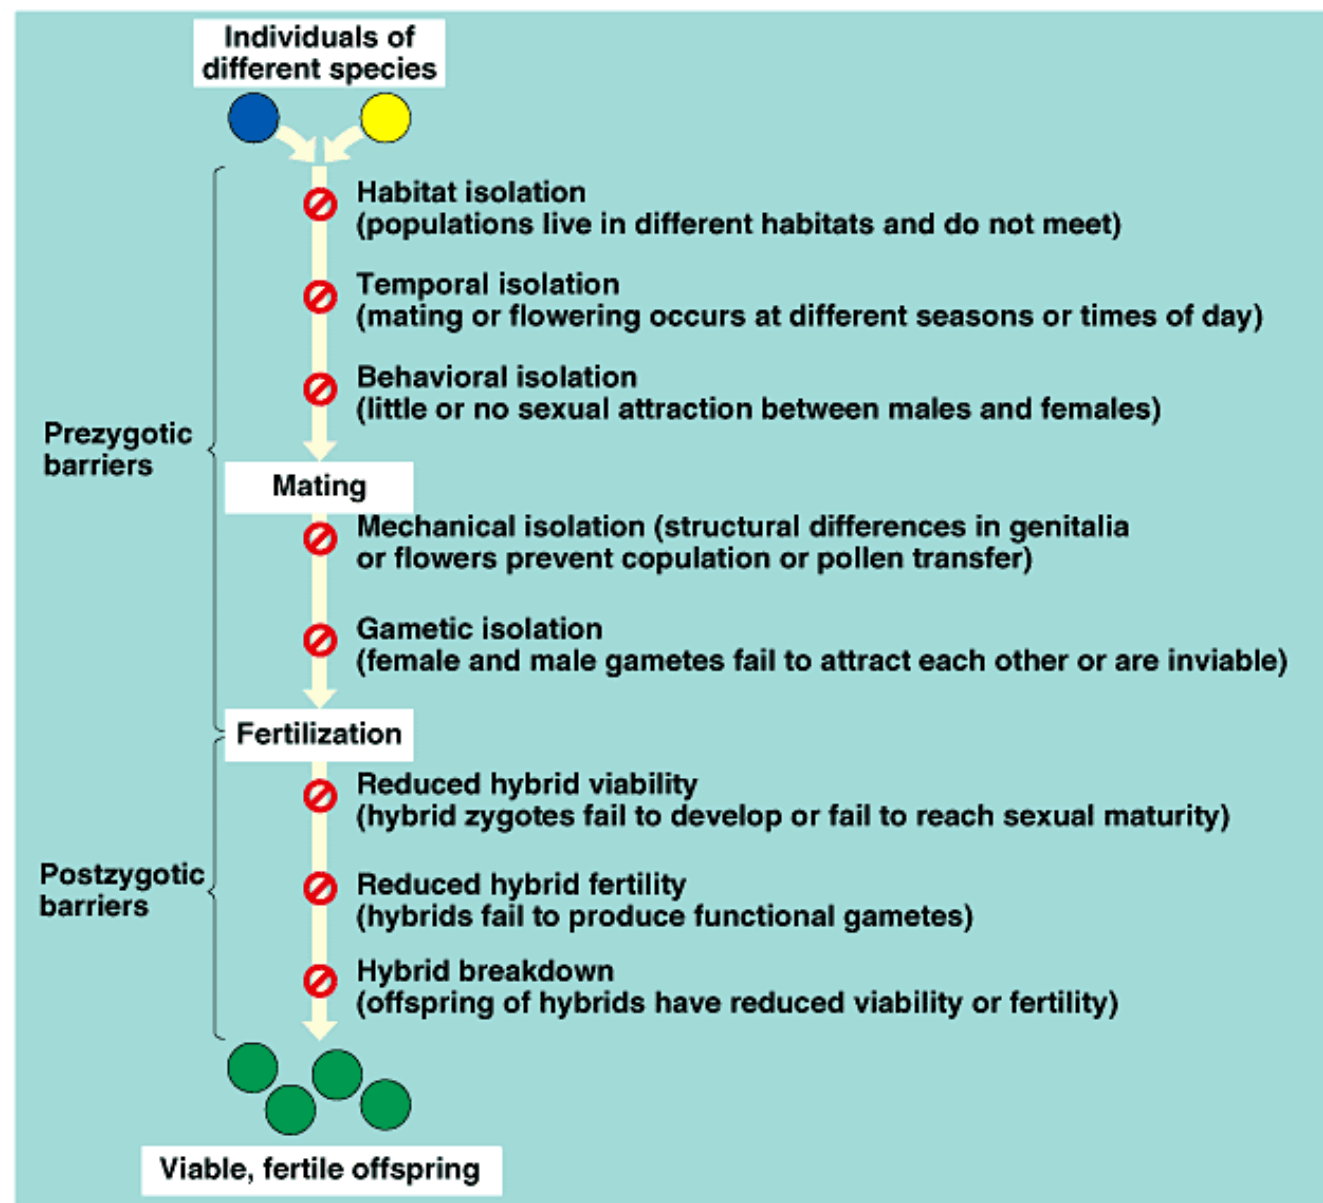 Individuals of
different species
Habitat isolation
(populations live in different habitats and do not meet)
Temporal isolation
(mating or flowering occurs at different seasons or times of day)
Behavioral isolation
(little or no sexual attraction between males and females)
Prezygotic
barriers
Mating
Mechanical isolation (structural differences in genitalia
or flowers prevent copulation or pollen transfer)
Gametic isolation
(female and male gametes fail to attract each other or are inviable)
Fertilization
Reduced hybrid viability
(hybrid zygotes fail to develop or fail to reach sexual maturity)
Postzygotic
barriers
Reduced hybrid fertility
(hybrids fail to produce functional gametes)
Hybrid breakdown
(offspring of hybrids have reduced viability or fertility)
Viable, fertile offspring